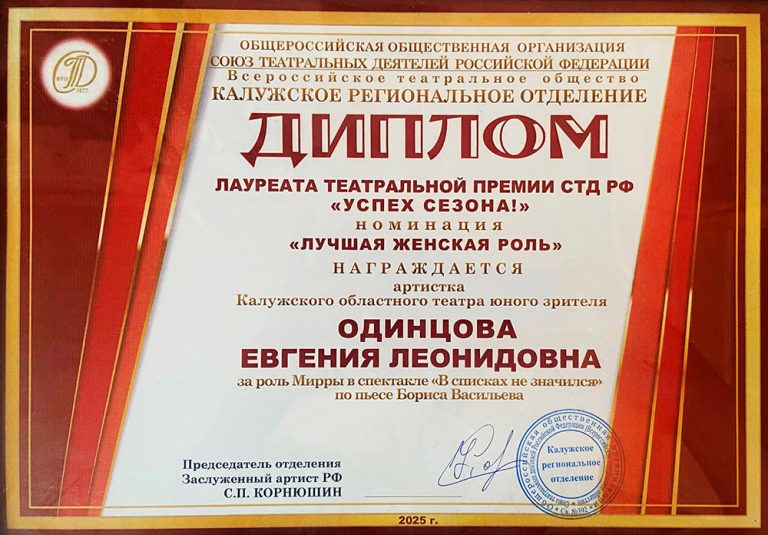 ОБЩЕРОССИЙСКАЯ ОБЩЕСТВЕННАЯ ОРГАНИЗАЦИЯ
СОЮЗ ТЕАТРАЛЬНЫХ ДЕЯТЕЛЕЙ РОССИЙСКОЙ ФЕДЕРАЦИИ
Всероссийское театральное общество
КАЛУЖСКОЕ РЕГИОНАЛЬНОЕ ОТДЕЛЕНИЕ
ВТО
1877
ДИПЛОМ
ЛАУРЕАТА ТЕАТРАЛЬНОЙ ПРЕМИИ СТД РФ
«УСПЕХ СЕЗОНА!»
НОМИНАЦИЯ
«ЛУЧШАЯ ЖЕНСКАЯ РОЛЬ»
НАГРАЖДАЕТСЯ
артистка
Калужского областного театра юного зрителя
ОДИНЦОВА
ЕВГЕНИЯ ЛЕОНИДОВНА
за роль Мирры в спектакле «В списках не значился»
по пьесе Бориса Васильева
Председатель отделения
Заслуженный артист РФ
С.П. КОРНЮШИН
Калужское
региональное
отделение
2025 г.